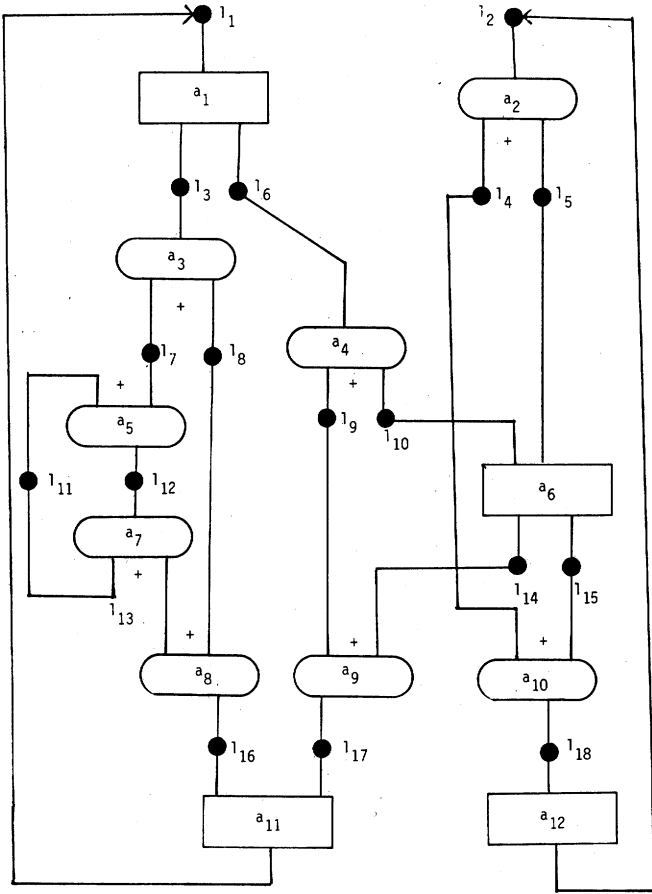 l1 l2
a1 a2
+
l3 l6 l4 l5
a3
+
a4
l7 l8
+ +
l9 l10
a5
l11 l12
a6
a7
+
l13 l14 l15
+ + +
a8 a9 a10
l16 l17 l18
a11 a12